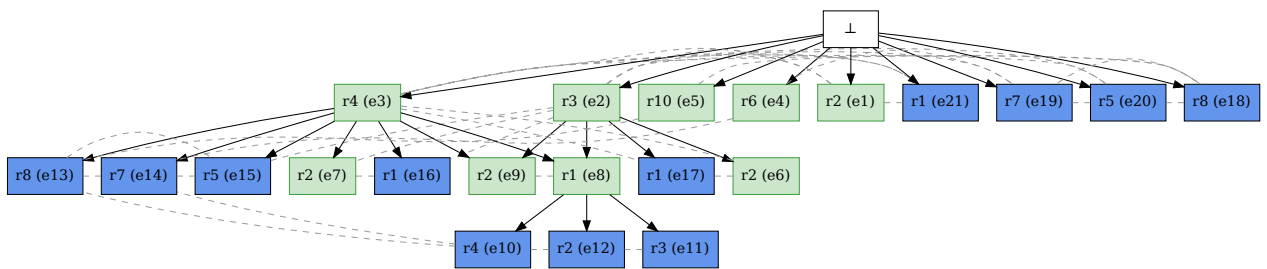 ⊥
r4 (e3)
r3 (e2)
r10 (e5)
r6 (e4)
r2 (e1)
r1 (e21)
r7 (e19)
r5 (e20)
r8 (e18)
r8 (e13)
r7 (e14)
r5 (e15)
r2 (e7)
r1 (e16)
r2 (e9)
r1 (e8)
r1 (e17)
r2 (e6)
r4 (e10)
r2 (e12)
r3 (e11)